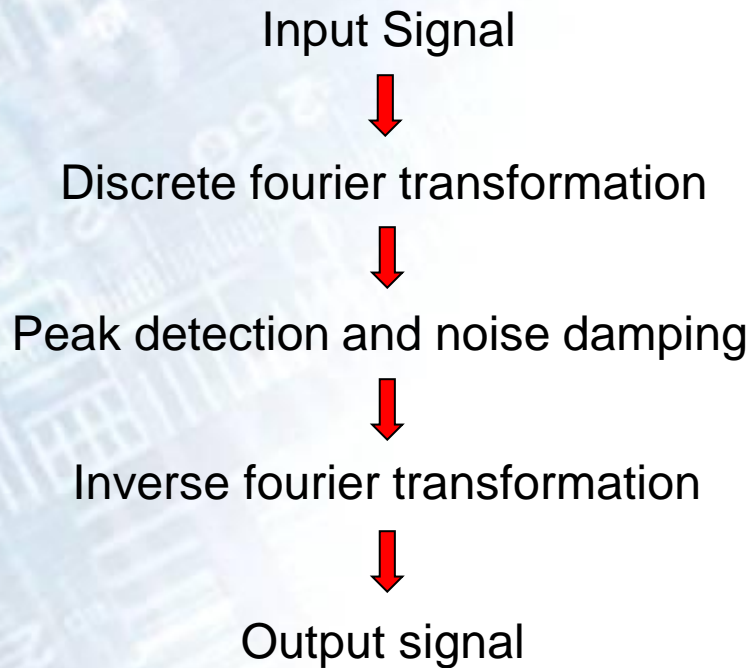 Input Signal
Discrete fourier transformation
Peak detection and noise damping
Inverse fourier transformation
Output signal